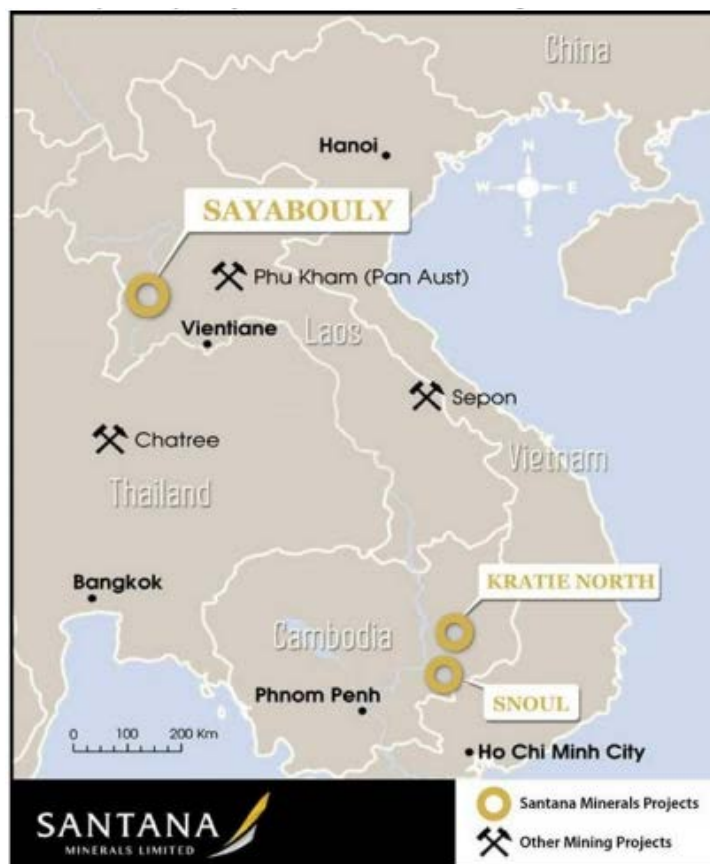 China
Hanoi
N
W E
S
SAYABOULY
Phu Kham (Pan Aust)
Laos
Vientiane
Sepon
Chatree
Vietnam
Thailand
KRATIE NORTH
Bangkok
Cambodia
Phnom Penh
SNOUL
0 100 200 Km
Ho Chi Minh City
SANTANA
MINERALS LIMITED
Santana Minerals Projects
Other Mining Projects